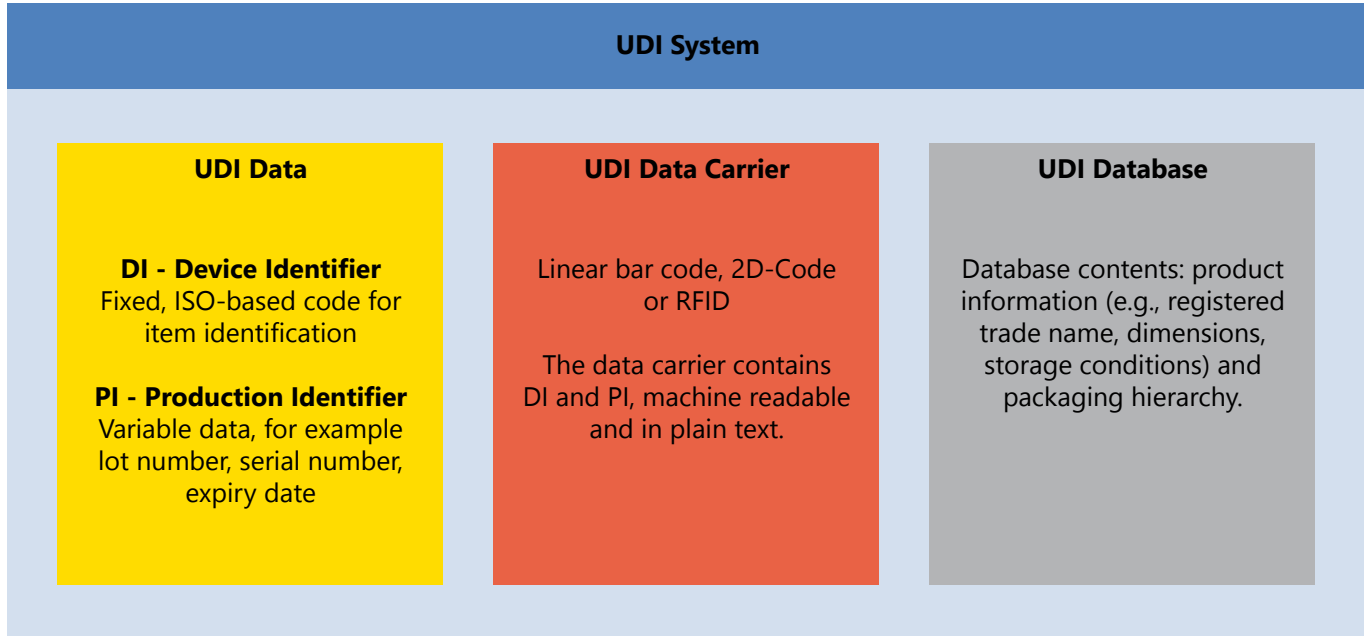 UDI System
UDI Data
DI - Device Identifier
Fixed, ISO-based code for
item identification
PI - Production Identifier
Variable data, for example
lot number, serial number,
expiry date
UDI Data Carrier
Linear bar code, 2D-Code
or RFID
The data carrier contains
DI and PI, machine readable
and in plain text.
UDI Database
Database contents: product
information (e.g., registered
trade name, dimensions,
storage conditions) and
packaging hierarchy.